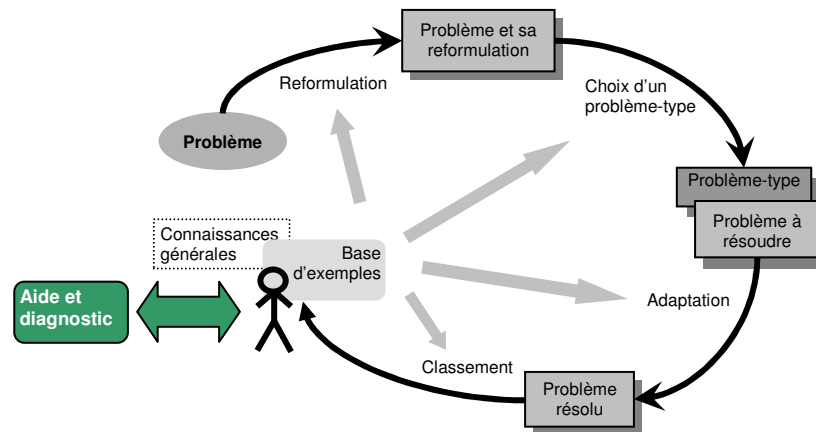 Problème et sa
reformulation
Reformulation
Choix d'un
problème-type
Problème
Problème-type
Problème à
résoudre
Connaissances
générales
Base
d'exemples
Aide et
diagnostic
Adaptation
Classement
Problème
résolu